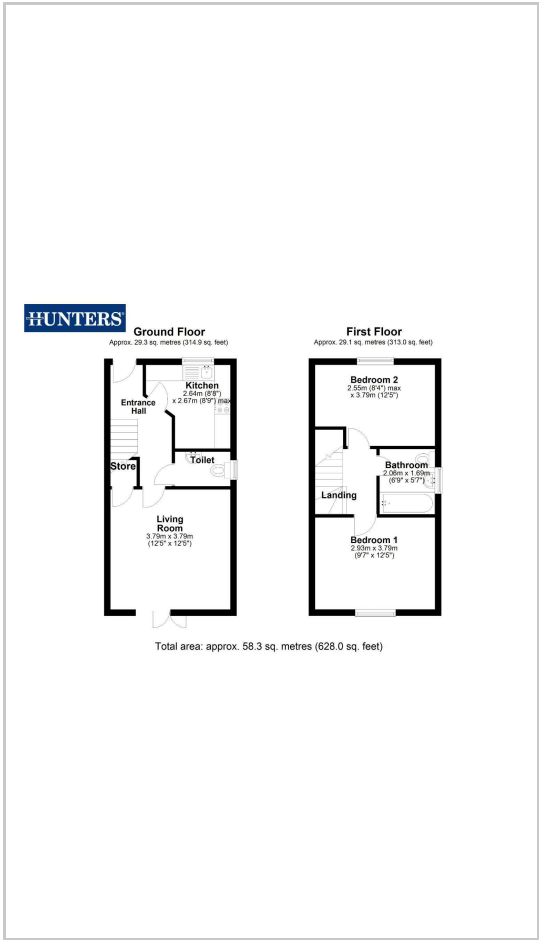 HUNTERS
Ground Floor
Approx. 29.3 sq. metres (314.9 sq. feet)
Kitchen
2.64m (8'8")
x 2.67m (8'9") max
Entrance
Hall
Store
Toilet
Living
Room
3.79m x 3.79m
(12'5" x 12'5")
First Floor
Approx. 29.1 sq. metres (313.0 sq. feet)
Bedroom 2
2.55m (8'4") max
x 3.79m (12'5")
Bathroom
2.06m x 1.69m
(6'9" x 5'7")
Landing
Bedroom 1
2.93m x 3.79m
(9'7" x 12'5")
Total area: approx. 58.3 sq. metres (628.0 sq. feet)